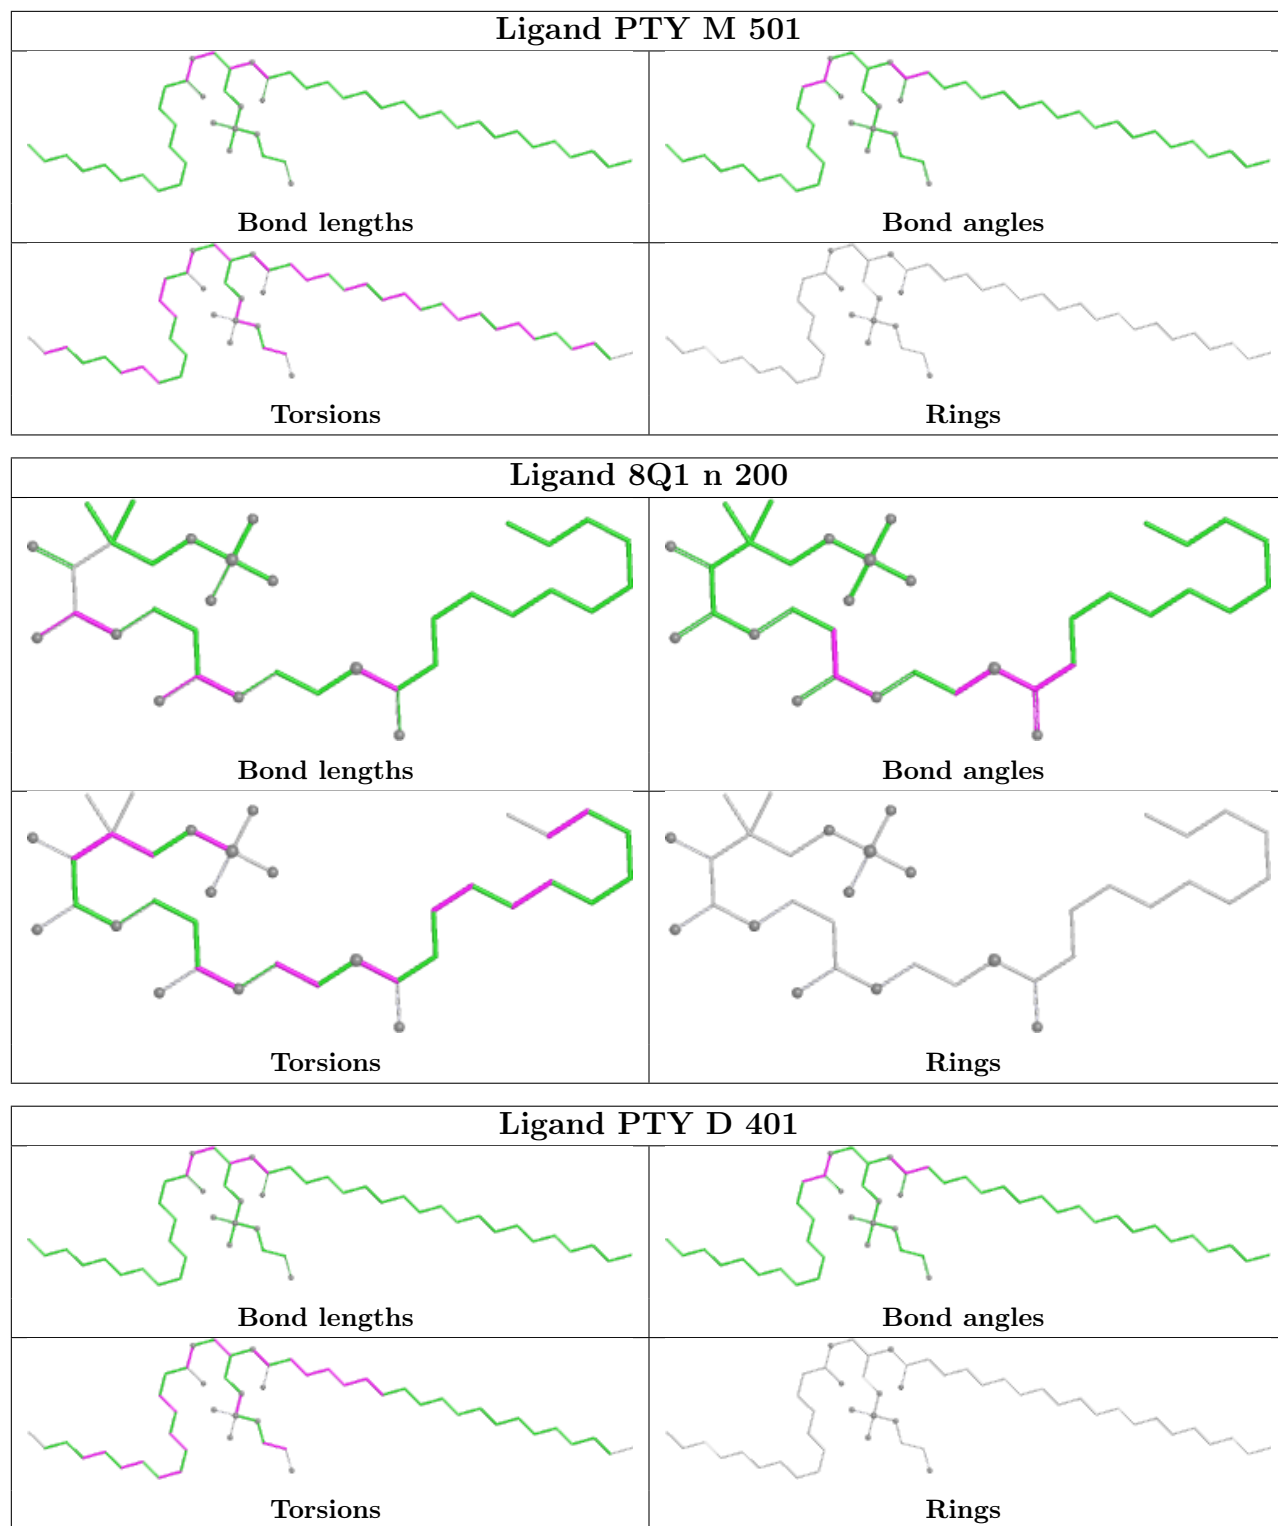 Ligand PTY M 501
Bond lengths
Bond angles
Torsions
Rings
Ligand 8Q1 n 200
Bond lengths
Bond angles
Torsions
Rings
Ligand PTY D 401
Bond lengths
Bond angles
Torsions
Rings